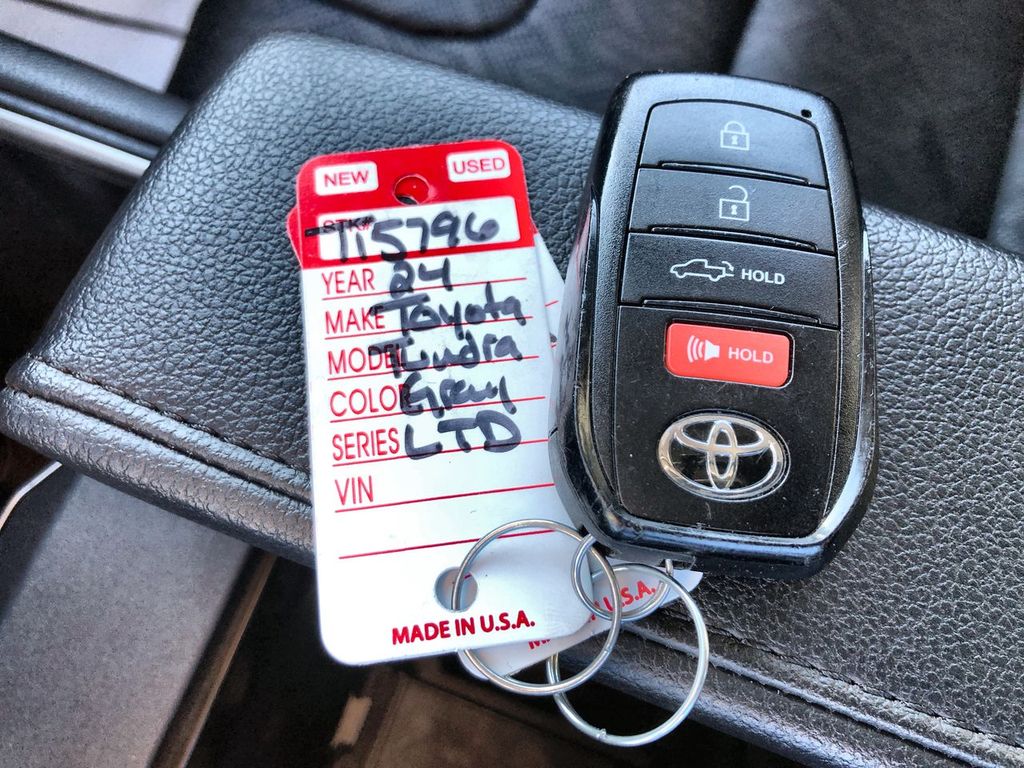 NEW USED
STK# T15796
YEAR 24
MAKE Toyota
MODEL Tundra
COLOR Grey
SERIES LTD
VIN
MADE IN U.S.A.
U.S.A.
HOLD
HOLD